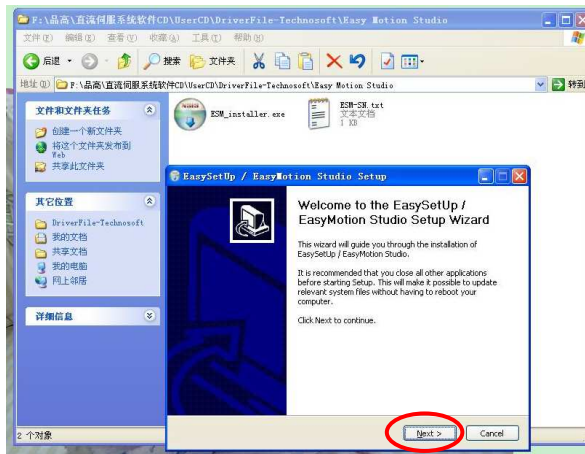 F:\品高\直流伺服系统软件CD\UserCD\DriverFile-Technosoft\Easy Motion Studio
文件(F) 编辑(E) 查看(V) 收藏(A) 工具(T) 帮助(H)
后退 搜索 文件夹
地址(D) F:\品高\直流伺服系统软件CD\UserCD\DriverFile-Technosoft\Easy Motion Studio 转到
文件和文件夹任务
创建一个新文件夹
将这个文件夹发布到
Web
共享此文件夹
其它位置
DriverFile-Technosoft
我的文档
共享文档
我的电脑
网上邻居
详细信息
ESM_installer.exe
ESM-SN.txt
文本文档
1 KB
EasySetUp / EasyMotion Studio Setup
Welcome to the EasySetUp /
EasyMotion Studio Setup Wizard
This wizard will guide you through the installation of
EasySetUp / EasyMotion Studio.
It is recommended that you close all other applications
before starting Setup. This will make it possible to update
relevant system files without having to reboot your
computer.
Click Next to continue.
Next > Cancel
2 个对象